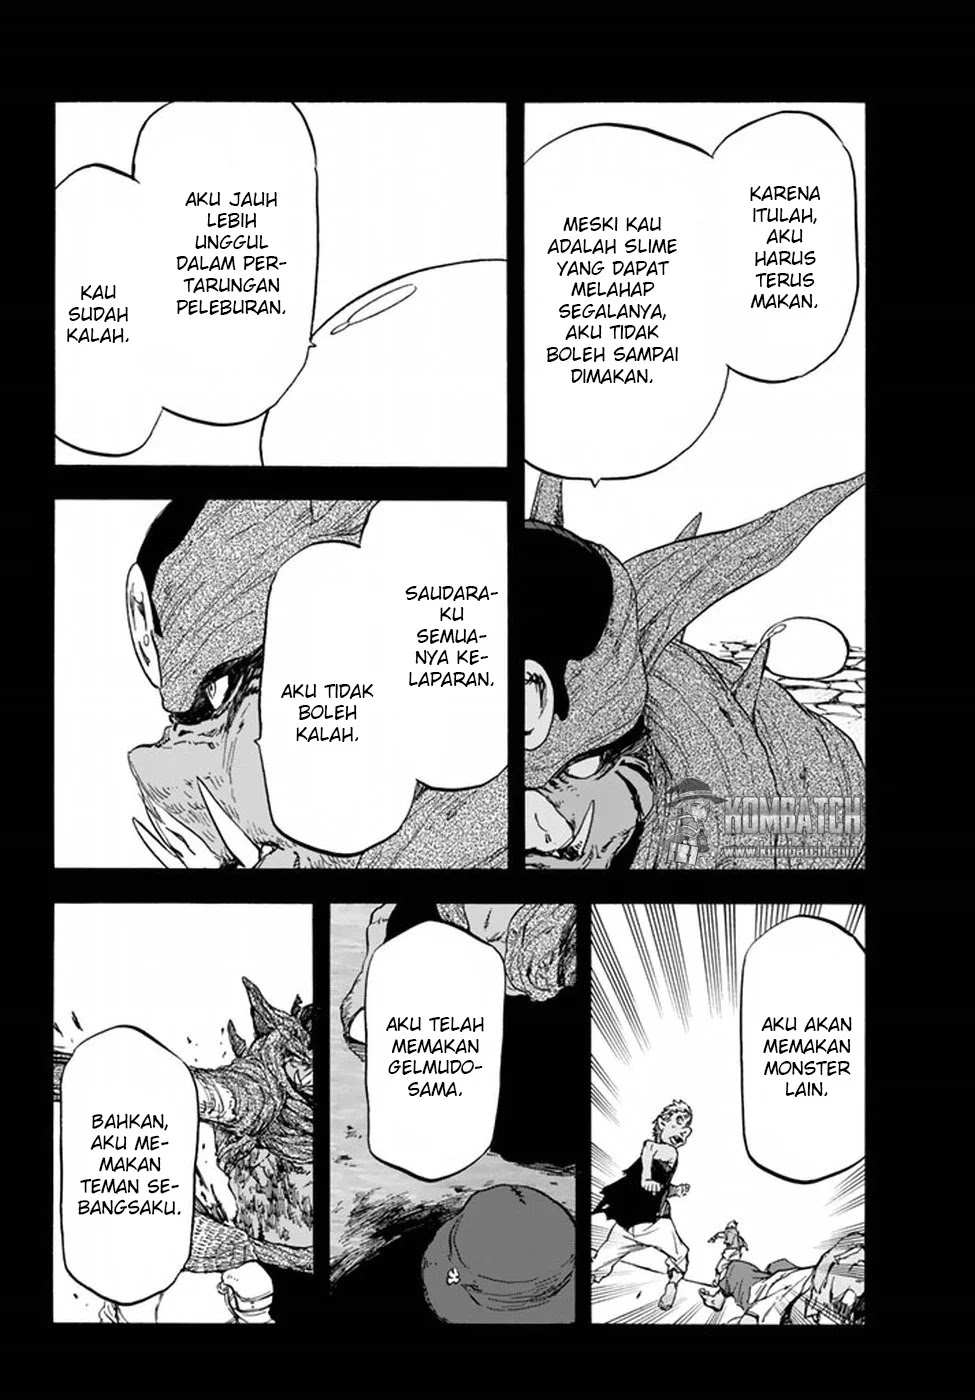 KARENA
ITULAH,
AKU
HARUS
TERUS
MAKAN.
MESKI KAU
ADALAH SLIME
YANG DAPAT
MELAHAP
SEGALANYA,
AKU TIDAK
BOLEH SAMPAI
DIMAKAN.
AKU JAUH
LEBIH
UNGGUL
DALAM PER-
TARUNGAN
PELEBURAN.
KAU
SUDAH
KALAH.
SAUDARA-
KU
SEMUA-
NYA KE-
LAPARAN.
AKU TIDAK
BOLEH
KALAH.
KOMBATCH
www.kombatch.com
AKU AKAN
MEMAKAN
MONSTER
LAIN.
AKU TELAH
MEMAKAN
GELMUDO-
SAMA.
BAHKAN,
AKU ME-
MAKAN
TEMAN SE-
BANGSAKU.